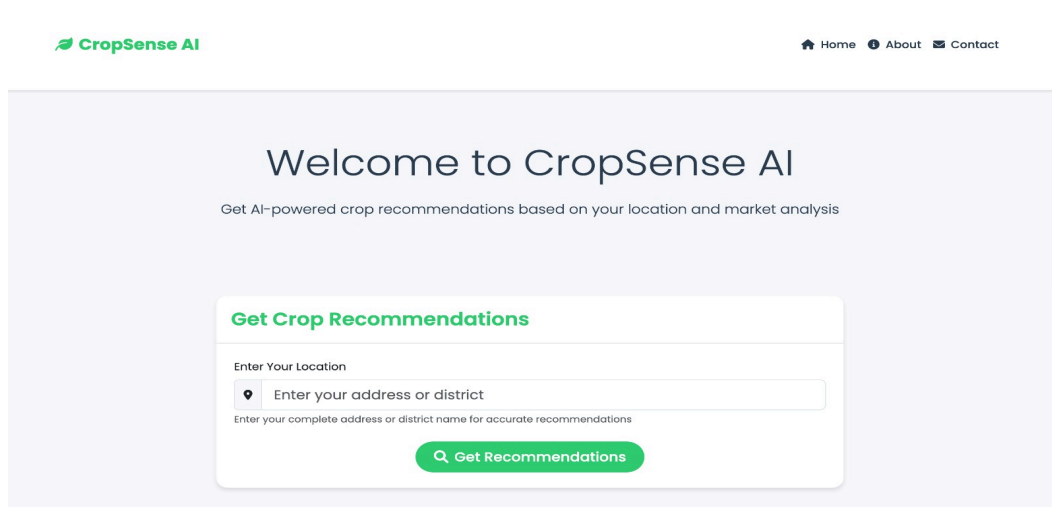 CropSense AI
Home About Contact
Welcome to CropSense AI
Get AI-powered crop recommendations based on your location and market analysis
Get Crop Recommendations
Enter Your Location
Enter your address or district
Enter your complete address or district name for accurate recommendations
Get Recommendations